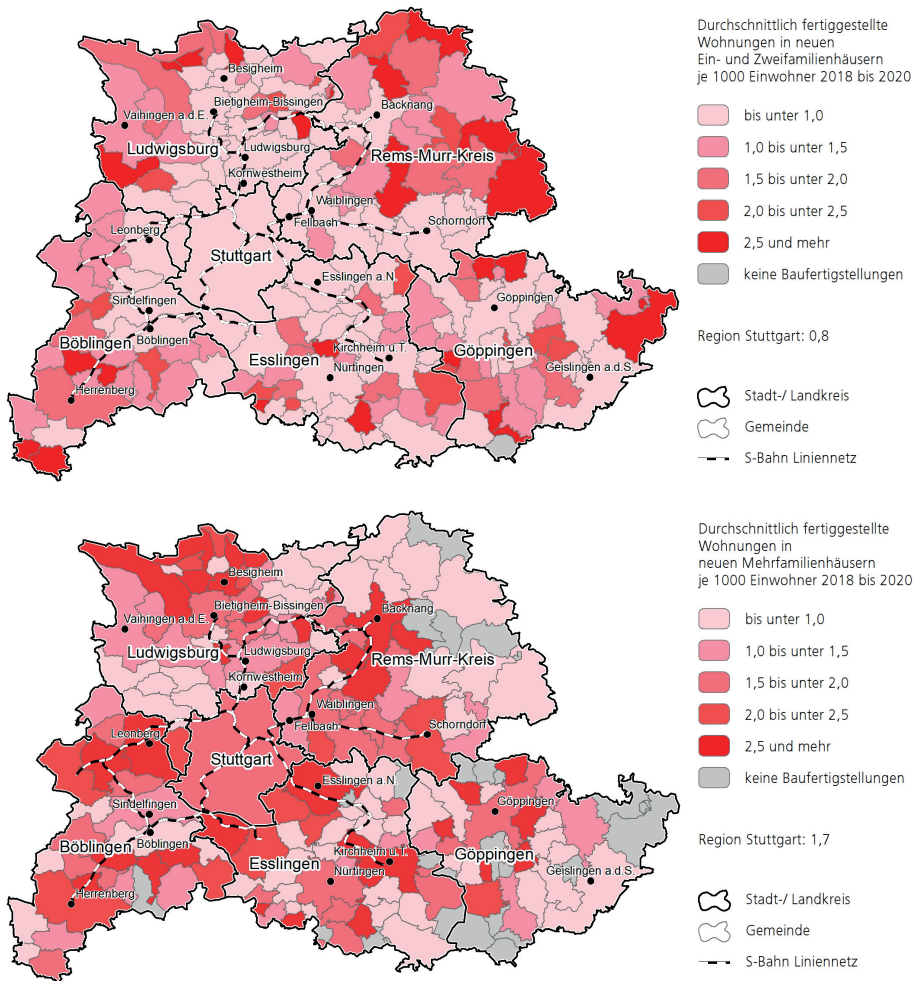 Durchschnittlich fertiggestellte
Wohnungen in neuen
Ein- und Zweifamilienhäusern
je 1000 Einwohner 2018 bis 2020
bis unter 1,0
1,0 bis unter 1,5
1,5 bis unter 2,0
2,0 bis unter 2,5
2,5 und mehr
keine Baufertigstellungen
Region Stuttgart: 0,8
Stadt-/ Landkreis
Gemeinde
S-Bahn Liniennetz
Besigheim
Bietigheim-Bissingen
Backnang
Vaihingen a.d.E.
Ludwigsburg
Ludwigsburg
Rems-Murr-Kreis
Kornwestheim
Waiblingen
Fellbach
Schorndorf
Leonberg
Stuttgart
Esslingen a.N.
Sindelfingen
Göppingen
Böblingen
Böblingen
Esslingen
Kirchheim u.T.
Göppingen
Nürtingen
Geislingen a.d.S.
Herrenberg
Durchschnittlich fertiggestellte
Wohnungen in
neuen Mehrfamilienhäusern
je 1000 Einwohner 2018 bis 2020
bis unter 1,0
1,0 bis unter 1,5
1,5 bis unter 2,0
2,0 bis unter 2,5
2,5 und mehr
keine Baufertigstellungen
Region Stuttgart: 1,7
Stadt-/ Landkreis
Gemeinde
S-Bahn Liniennetz
Besigheim
Bietigheim-Bissingen
Backnang
Vaihingen a.d.E.
Ludwigsburg
Ludwigsburg
Rems-Murr-Kreis
Kornwestheim
Waiblingen
Fellbach
Schorndorf
Leonberg
Stuttgart
Esslingen a.N.
Sindelfingen
Göppingen
Böblingen
Böblingen
Esslingen
Kirchheim u.T.
Göppingen
Nürtingen
Geislingen a.d.S.
Herrenberg